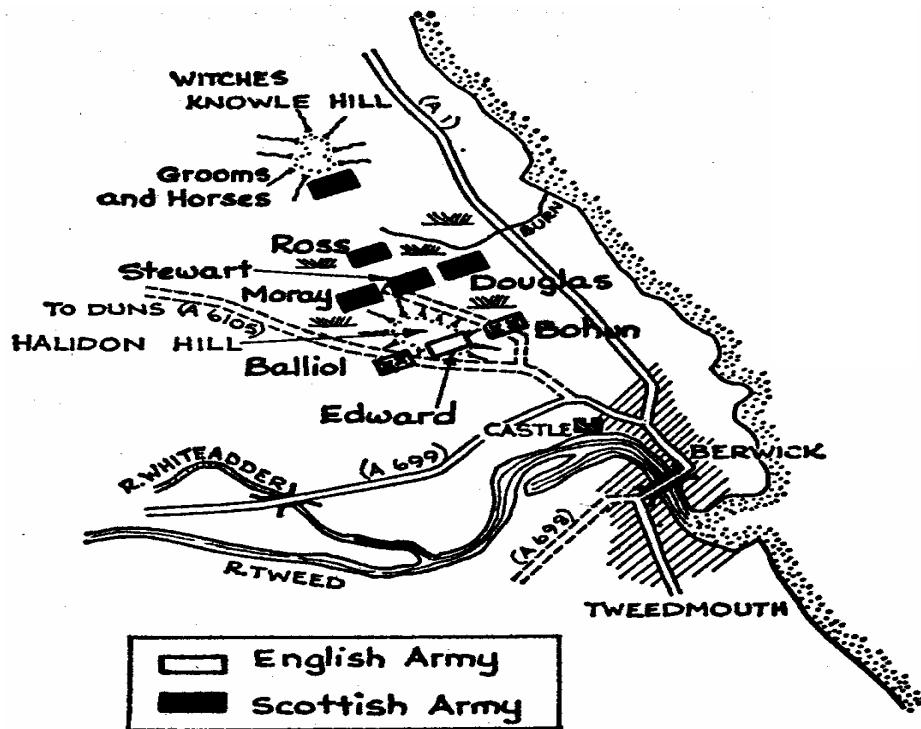 WITCHES
KNOWLE HILL
(A1)
Grooms
and Horses
BURN
Ross
Stewart
Douglas
Moray
TO DUNS (A 6105)
Bohun
HALIDON HILL
Balliol
Edward
CASTLE
BERWICK
R.WHITEADDER
(A 699)
(A 698)
R.TWEED
TWEEDMOUTH
English Army
Scottish Army